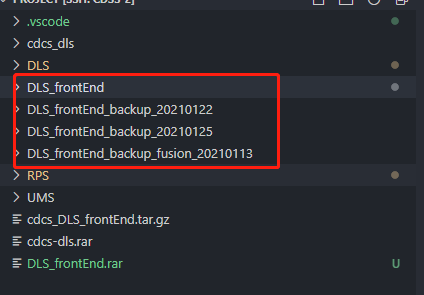 PROJECT [SSH: CDSS-2]
.vscode
cdcs_dls
DLS
DLS_frontEnd
DLS_frontEnd_backup_20210122
DLS_frontEnd_backup_20210125
DLS_frontEnd_backup_fusion_20210113
RPS
UMS
cdcs_DLS_frontEnd.tar.gz
cdcs-dls.rar
DLS_frontEnd.rar U